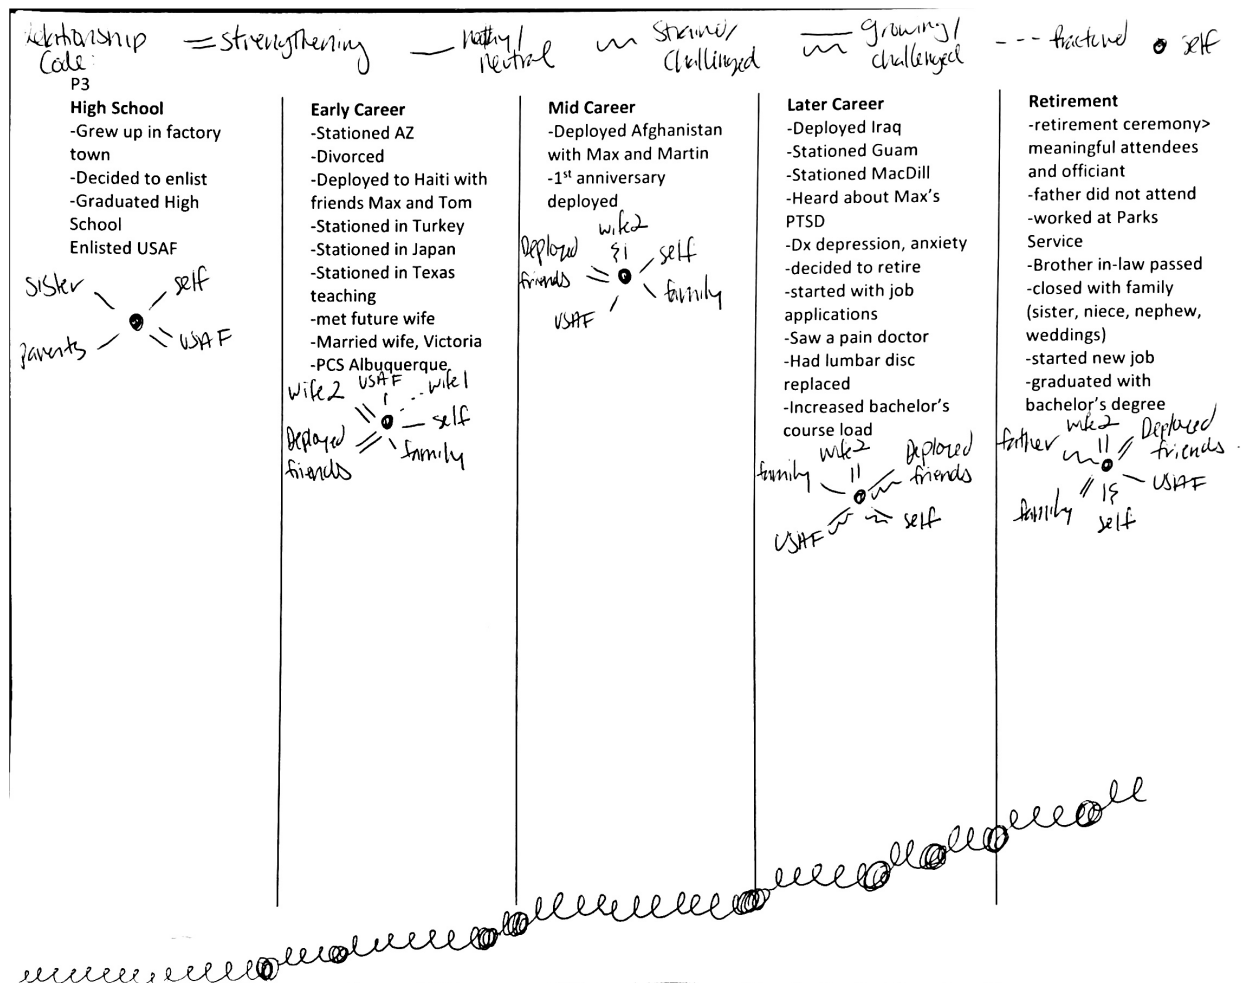 Relationship
Code:
= strengthening
nothy/
neutral
strained/
challenged
growing/
challenged
--- fractured
self
P3
High School
-Grew up in factory
town
-Decided to enlist
-Graduated High
School
Enlisted USAF
sister
self
parents
USAF
Early Career
-Stationed AZ
-Divorced
-Deployed to Haiti with
friends Max and Tom
-Stationed in Turkey
-Stationed in Japan
-Stationed in Texas
teaching
-met future wife
-Married wife, Victoria
-PCS Albuquerque
wife2
USAF
wife1
self
Deployed
friends
family
Mid Career
-Deployed Afghanistan
with Max and Martin
-1st anniversary
deployed
wife2
Deployed
friends
self
family
USAF
Later Career
-Deployed Iraq
-Stationed Guam
-Stationed MacDill
-Heard about Max's
PTSD
-Dx depression, anxiety
-decided to retire
-started with job
applications
-Saw a pain doctor
-Had lumbar disc
replaced
-Increased bachelor's
course load
family
wife2
Deployed
friends
USAF
self
Retirement
-retirement ceremony>
meaningful attendees
and officiant
-father did not attend
-worked at Parks
Service
-Brother in-law passed
-closed with family
(sister, niece, nephew,
weddings)
-started new job
-graduated with
bachelor's degree
father
wife2
Deployed
friends
USAF
family
self